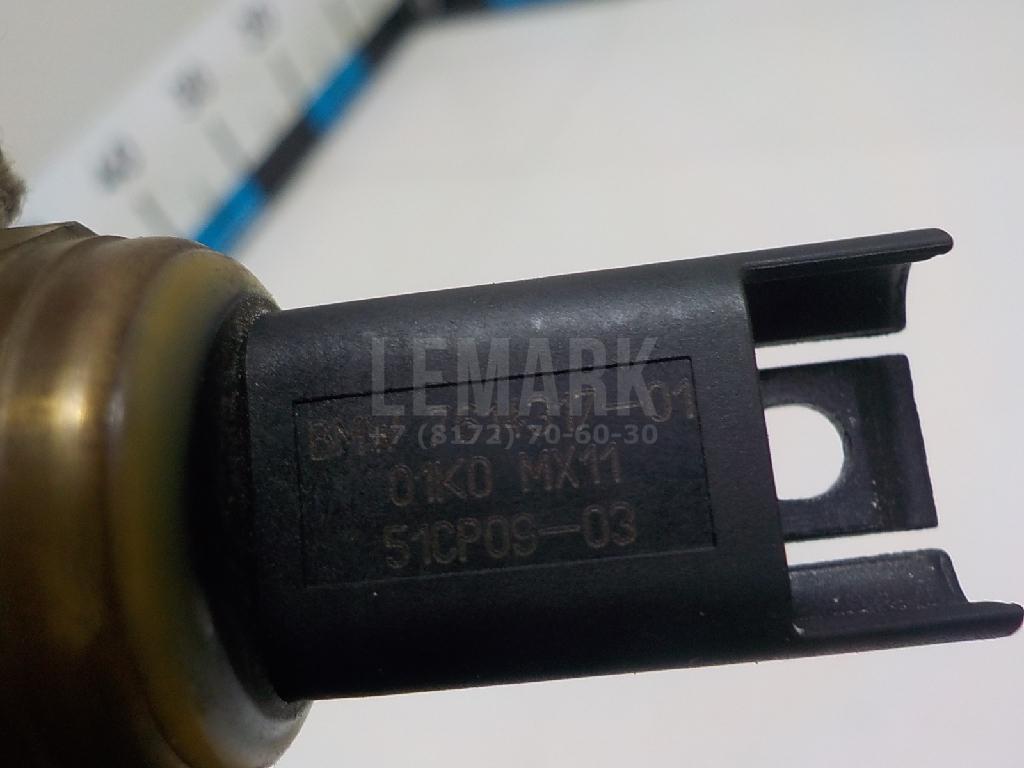 LEMARK
+7 (8172) 70-60-30
01K0 MX11
51CP09-03